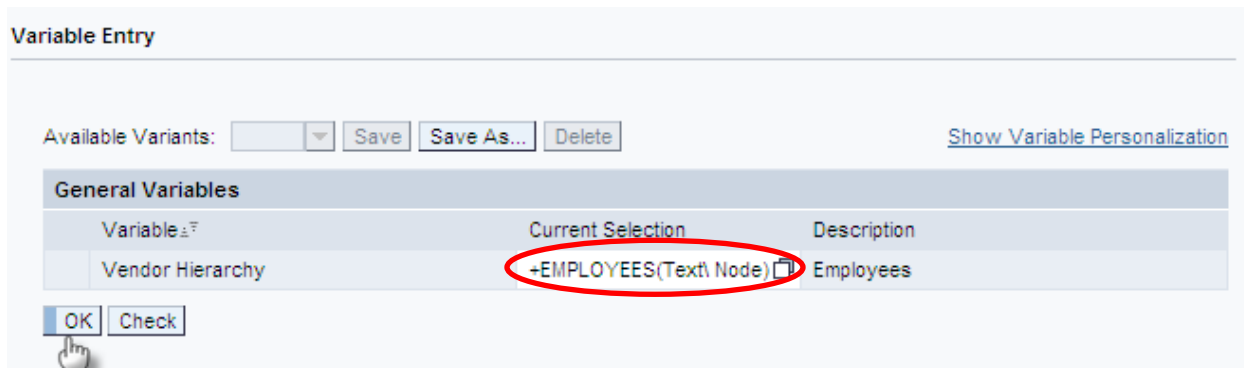 Variable Entry
Available Variants: Save Save As... Delete Show Variable Personalization
General Variables
Variable Current Selection Description
Vendor Hierarchy +EMPLOYEES(Text\ Node) Employees
OK Check